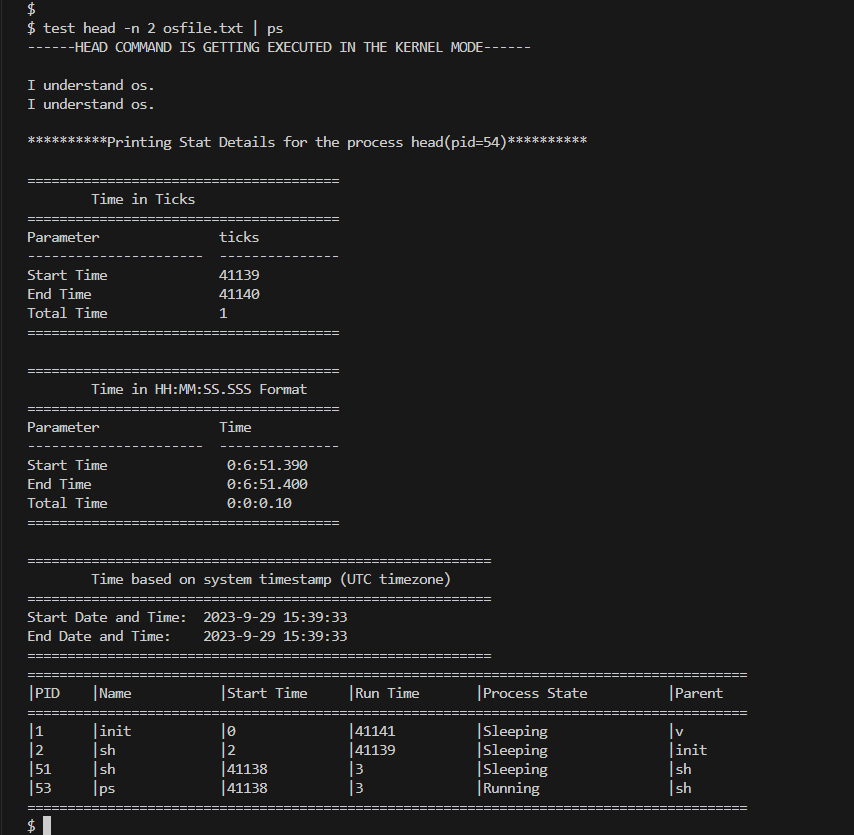 $
$ test head -n 2 osfile.txt | ps
------HEAD COMMAND IS GETTING EXECUTED IN THE KERNEL MODE------
I understand os.
I understand os.
**********Printing Stat Details for the process head(pid=54)**********
=======================================
        Time in Ticks
=======================================
Parameter               ticks
----------------------  ---------------
Start Time              41139
End Time                41140
Total Time              1
=======================================
=======================================
        Time in HH:MM:SS.SSS Format
=======================================
Parameter               Time
----------------------  ---------------
Start Time               0:6:51.390
End Time                 0:6:51.400
Total Time               0:0:0.10
=======================================
==========================================================
        Time based on system timestamp (UTC timezone)
==========================================================
Start Date and Time:  2023-9-29 15:39:33
End Date and Time:    2023-9-29 15:39:33
==========================================================
==========================================================================================
|PID    |Name           |Start Time     |Run Time       |Process State          |Parent
==========================================================================================
|1      |init           |0              |41141          |Sleeping               |v
|2      |sh             |2              |41139          |Sleeping               |init
|51     |sh             |41138          |3              |Sleeping               |sh
|53     |ps             |41138          |3              |Running                |sh
==========================================================================================
$